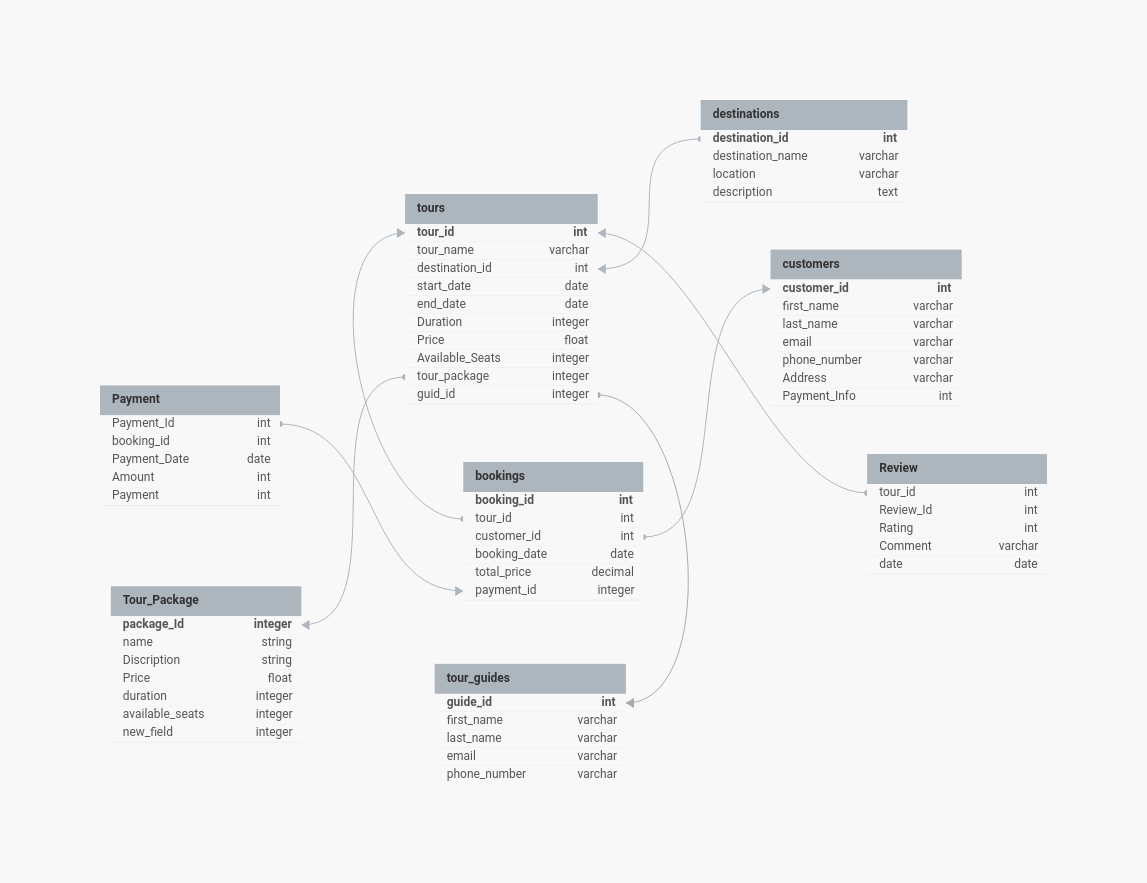 destinations
destination_id int
destination_name varchar
location varchar
description text
tours
tour_id int
tour_name varchar
destination_id int
start_date date
end_date date
Duration integer
Price float
Available_Seats integer
tour_package integer
guid_id integer
customers
customer_id int
first_name varchar
last_name varchar
email varchar
phone_number varchar
Address varchar
Payment_Info int
Payment
Payment_Id int
booking_id int
Payment_Date date
Amount int
Payment int
bookings
booking_id int
tour_id int
customer_id int
booking_date date
total_price decimal
payment_id integer
Review
tour_id int
Review_Id int
Rating int
Comment varchar
date date
Tour_Package
package_Id integer
name string
Discription string
Price float
duration integer
available_seats integer
new_field integer
tour_guides
guide_id int
first_name varchar
last_name varchar
email varchar
phone_number varchar